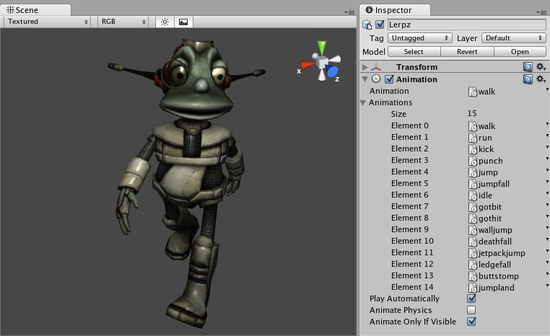 Scene
Textured
RGB
x
z
Inspector
Lerpz
Tag Untagged Layer Default
Model Select Revert Open
Transform
Animation
Animation walk
Animations
Size 15
Element 0 walk
Element 1 run
Element 2 kick
Element 3 punch
Element 4 jump
Element 5 jumpfall
Element 6 idle
Element 7 gotbit
Element 8 gothit
Element 9 walljump
Element 10 deathfall
Element 11 jetpackjump
Element 12 ledgefall
Element 13 buttstomp
Element 14 jumpland
Play Automatically
Animate Physics
Animate Only If Visible